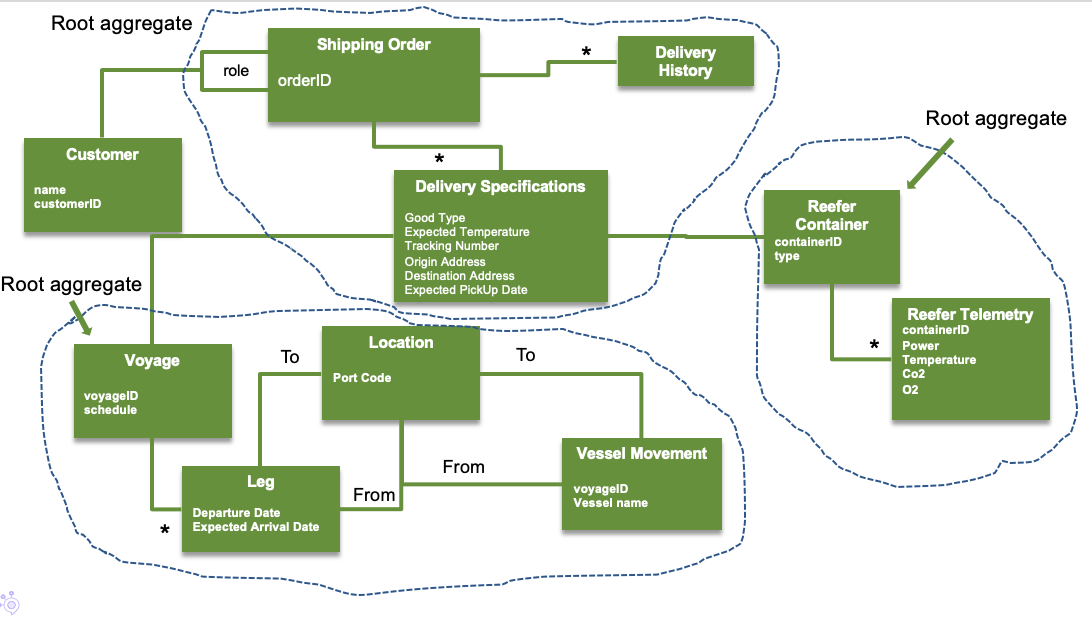 Root aggregate
Shipping Order
orderID
role
*
Delivery
History
Customer
name
customerID
*
Delivery Specifications
Good Type
Expected Temperature
Tracking Number
Origin Address
Destination Address
Expected PickUp Date
Root aggregate
Reefer
Container
containerID
type
*
Reefer Telemetry
containerID
Power
Temperature
Co2
O2
Root aggregate
Voyage
voyageID
schedule
To
Location
Port Code
To
*
Leg
Departure Date
Expected Arrival Date
From
From
Vessel Movement
voyageID
Vessel name